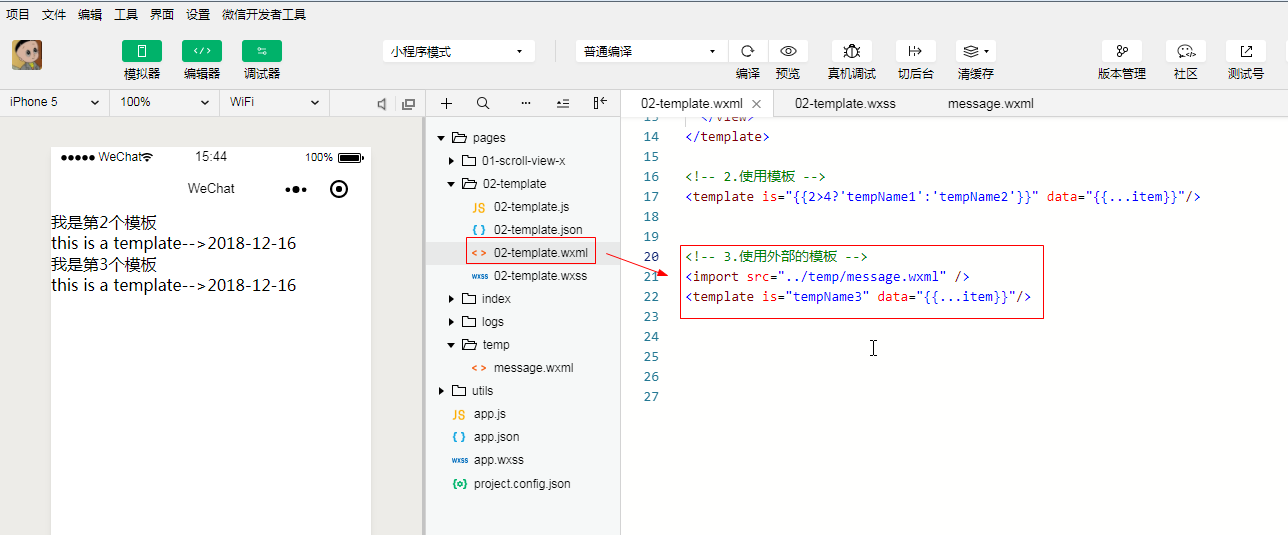 项目 文件 编辑 工具 界面 设置 微信开发者工具
模拟器 编辑器 调试器 小程序模式 普通编译 编译 预览 真机调试 切后台 清缓存 版本管理 社区 测试号
iPhone 5 100% WiFi
02-template.wxml 02-template.wxss message.wxml
WeChat 15:44 100%
WeChat
我是第2个模板
this is a template-->2018-12-16
我是第3个模板
this is a template-->2018-12-16
pages
01-scroll-view-x
02-template
JS 02-template.js
{ } 02-template.json
< > 02-template.wxml
wxss 02-template.wxss
index
logs
temp
< > message.wxml
utils
JS app.js
{ } app.json
wxss app.wxss
{o} project.config.json
13 </view>
14 </template>
15
16 <!-- 2.使用模板 -->
17 <template is="{{2>4?'tempName1':'tempName2'}}" data="{{...item}}"/>
18
19
20 <!-- 3.使用外部的模板 -->
21 <import src="../temp/message.wxml" />
22 <template is="tempName3" data="{{...item}}"/>
23
24
25
26
27